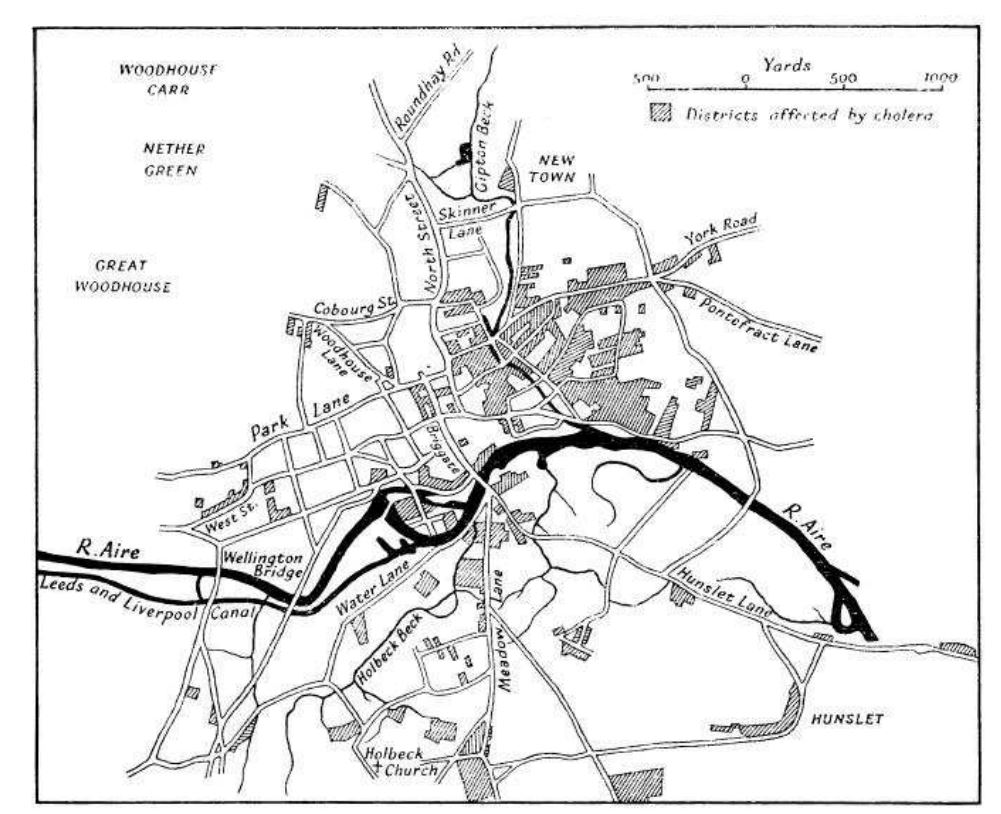 WOODHOUSE
CARR
NETHER
GREEN
GREAT
WOODHOUSE
Yards
500 0 500 1000
Districts affected by cholera
Roundhay Rd
Gipton Beck
NEW
TOWN
Skinner
Lane
North Street
York Road
Pontefract Lane
Cobourg St.
Woodhouse
Lane
Park Lane
Briggate
West St.
R. Aire
R. Aire
Wellington
Bridge
Leeds and Liverpool Canal
Water Lane
Holbeck Beck
Meadow Lane
Hunslet Lane
HUNSLET
Holbeck
Church